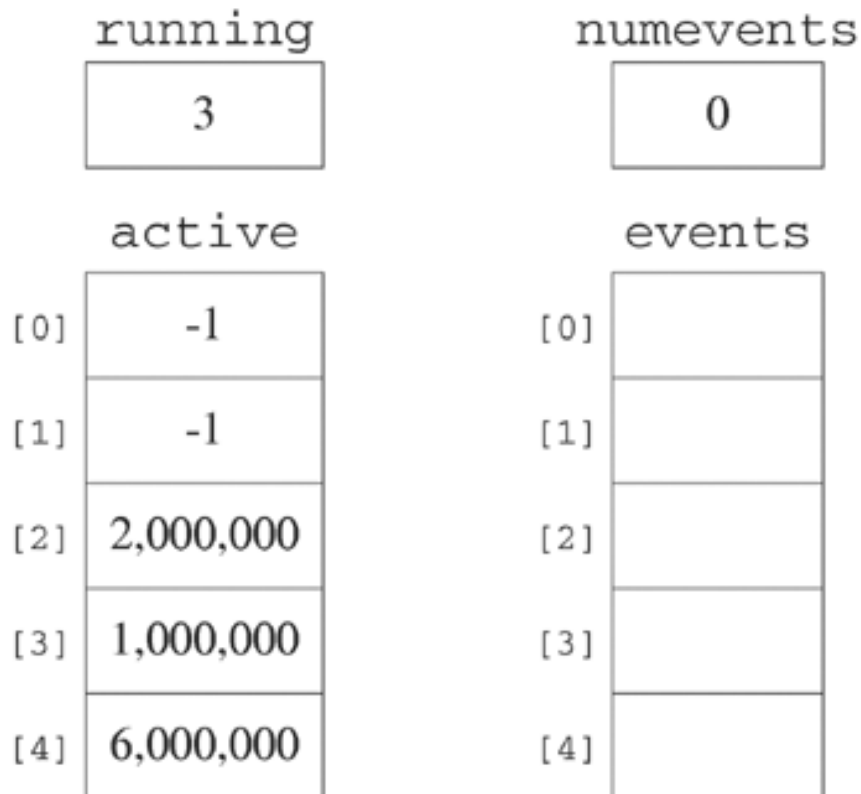 running numevents
3 0
active events
[0] -1 [0]
[1] -1 [1]
[2] 2,000,000 [2]
[3] 1,000,000 [3]
[4] 6,000,000 [4]